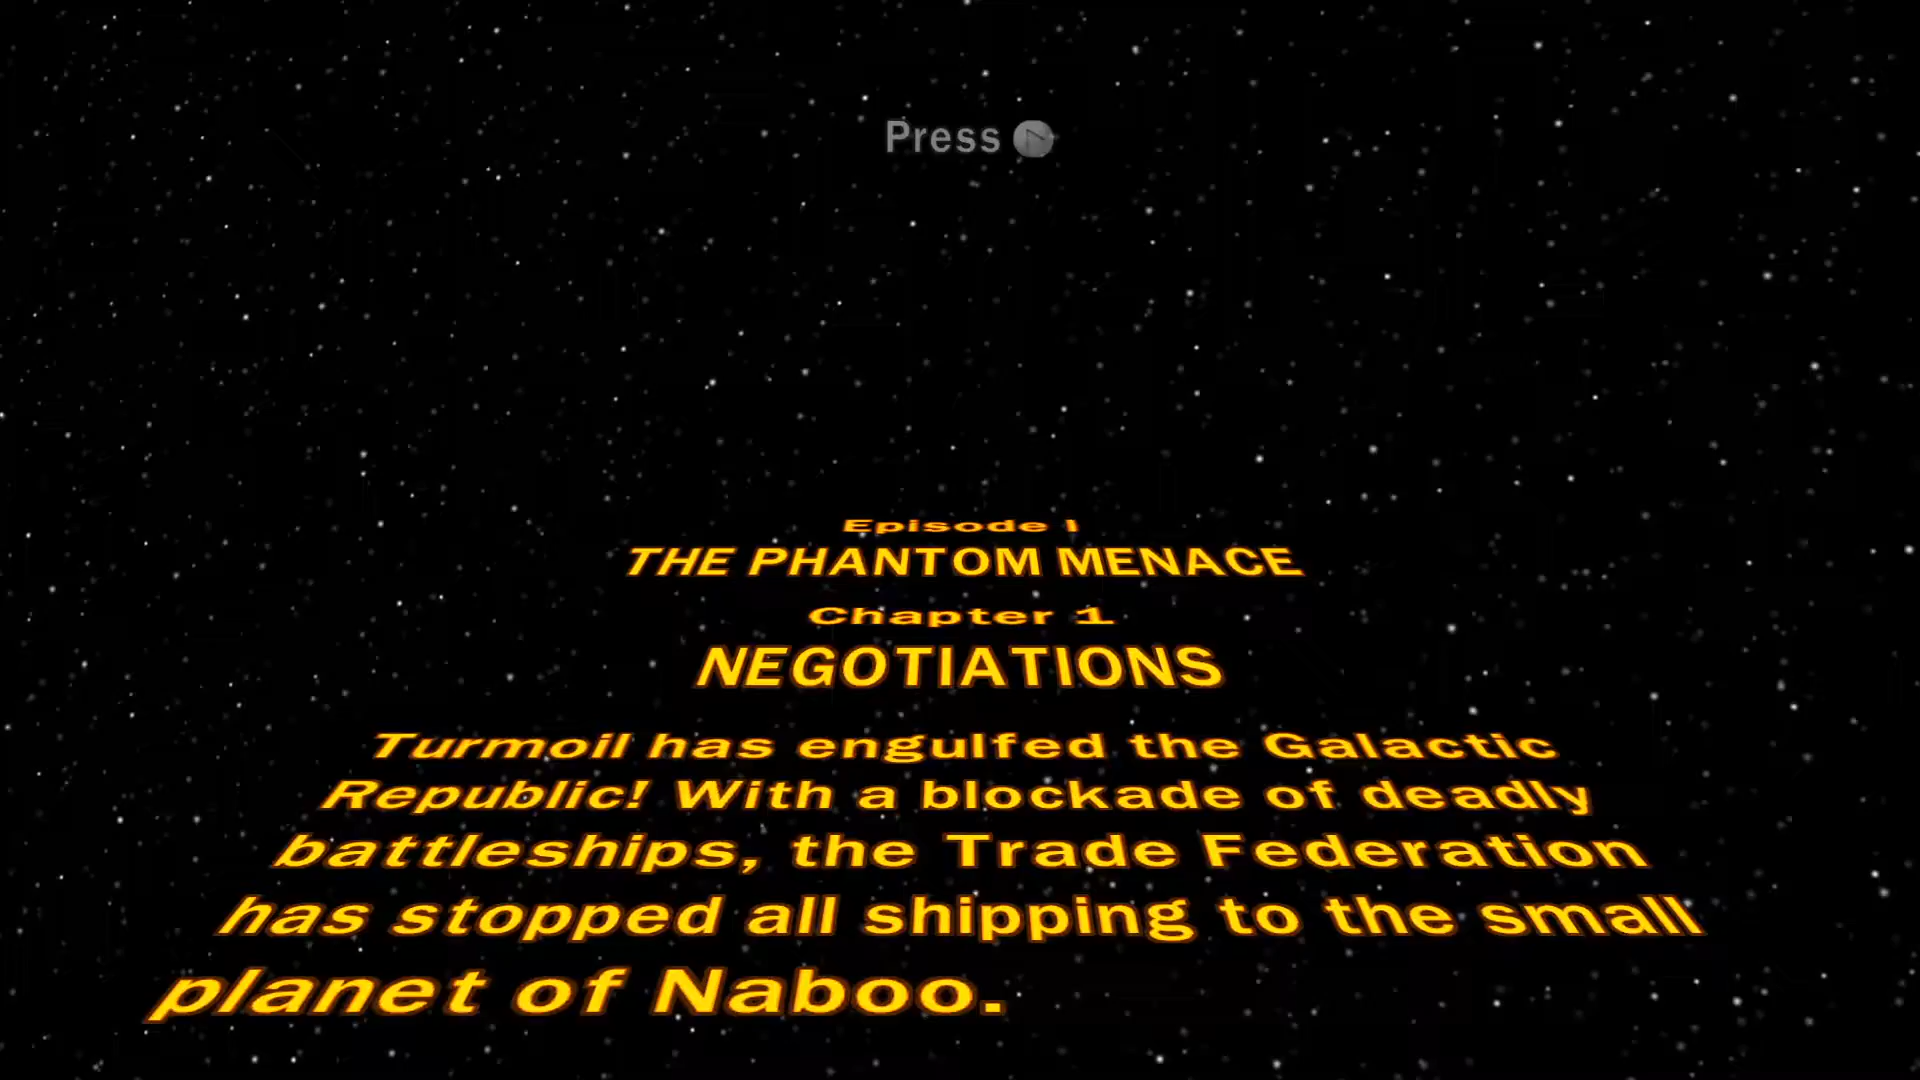 Press
Episode I
THE PHANTOM MENACE
Chapter 1
NEGOTIATIONS
Turmoil has engulfed the Galactic
Republic! With a blockade of deadly
battleships, the Trade Federation
has stopped all shipping to the small
planet of Naboo.